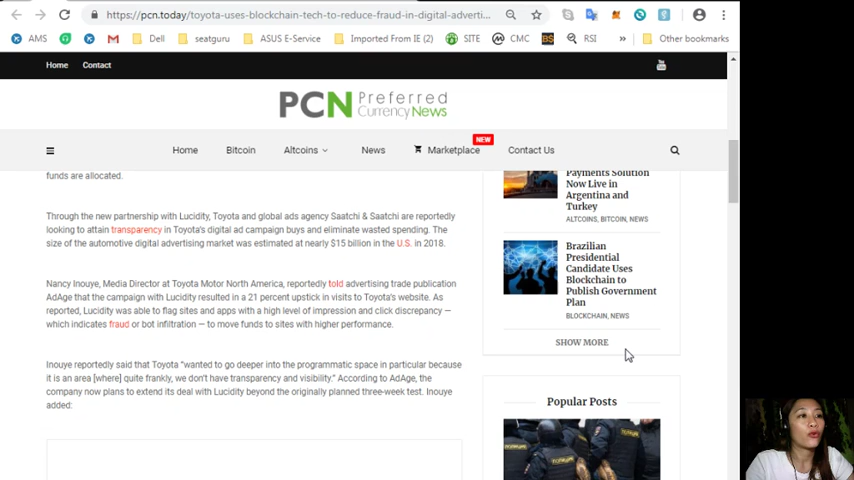 https://pcn.today/toyota-uses-blockchain-tech-to-reduce-fraud-in-digital-adverti...
AMS
Dell
seatguru
ASUS E-Service
Imported From IE (2)
SITE
CMC
RSI
»
Other bookmarks
Home
Contact
PCN Preferred
Currency News
NEW
Home
Bitcoin
Altcoins
News
Marketplace
Contact Us
funds are allocated.
Through the new partnership with Lucidity, Toyota and global ads agency Saatchi & Saatchi are reportedly
looking to attain transparency in Toyota's digital ad campaign buys and eliminate wasted spending. The
size of the automotive digital advertising market was estimated at nearly $15 billion in the U.S. in 2018.
Nancy Inouye, Media Director at Toyota Motor North America, reportedly told advertising trade publication
AdAge that the campaign with Lucidity resulted in a 21 percent upstick in visits to Toyota's website. As
reported, Lucidity was able to flag sites and apps with a high level of impression and click discrepancy —
which indicates fraud or bot infiltration — to move funds to sites with higher performance.
Inouye reportedly said that Toyota "wanted to go deeper into the programmatic space in particular because
it is an area [where] quite frankly, we don't have transparency and visibility." According to AdAge, the
company now plans to extend its deal with Lucidity beyond the originally planned three-week test. Inouye
added:
Payments Solution
Now Live in
Argentina and
Turkey
ALTCOINS, BITCOIN, NEWS
Brazilian
Presidential
Candidate Uses
Blockchain to
Publish Government
Plan
BLOCKCHAIN, NEWS
SHOW MORE
Popular Posts